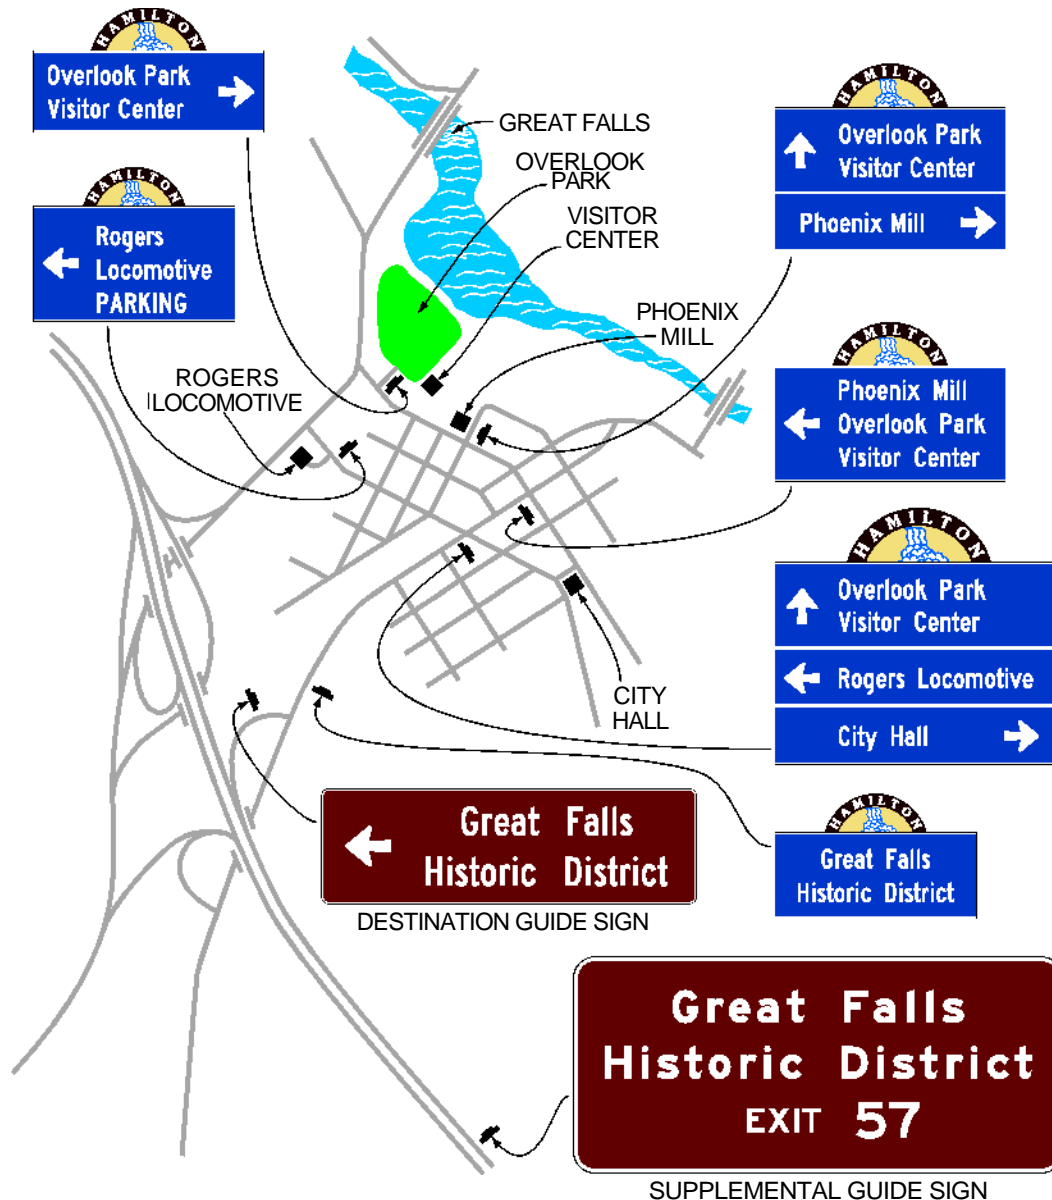 HAMILTON
Overlook Park
Visitor Center
HAMILTON
Rogers
Locomotive
PARKING
GREAT FALLS
OVERLOOK
PARK
VISITOR
CENTER
PHOENIX
MILL
ROGERS
LOCOMOTIVE
CITY
HALL
HAMILTON
Overlook Park
Visitor Center
Phoenix Mill
HAMILTON
Phoenix Mill
Overlook Park
Visitor Center
HAMILTON
Overlook Park
Visitor Center
Rogers Locomotive
City Hall
HAMILTON
Great Falls
Historic District
Great Falls
Historic District
DESTINATION GUIDE SIGN
Great Falls
Historic District
EXIT 57
SUPPLEMENTAL GUIDE SIGN